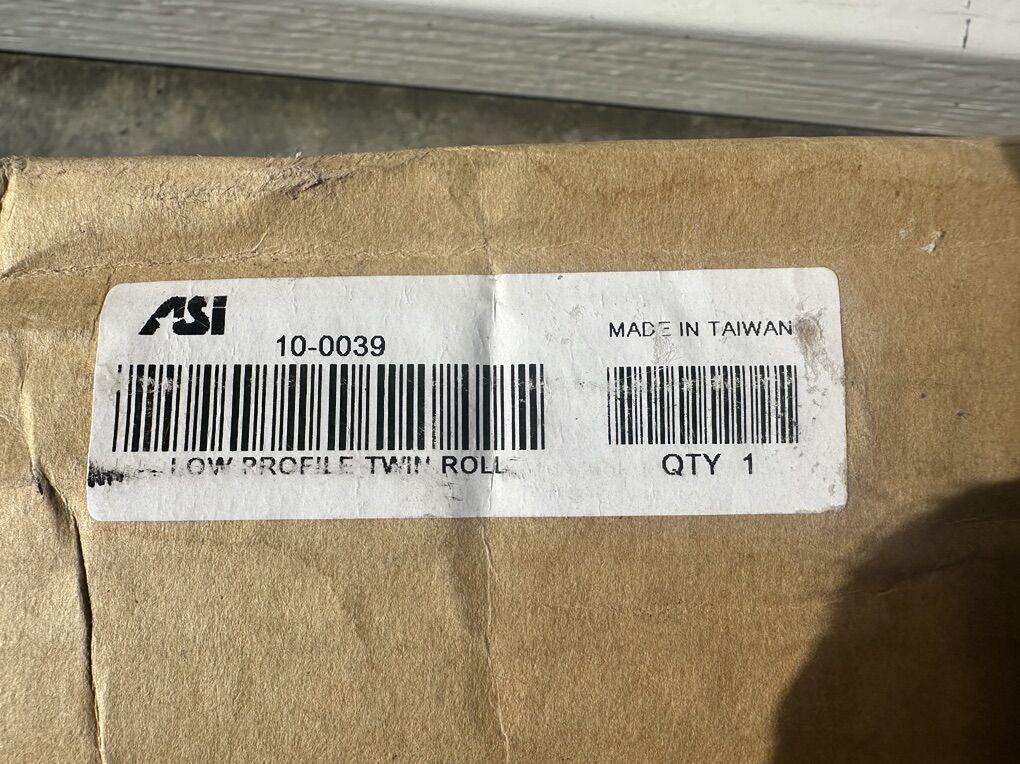 ASI
10-0039
MADE IN TAIWAN
LOW PROFILE TWIN ROLL
QTY 1